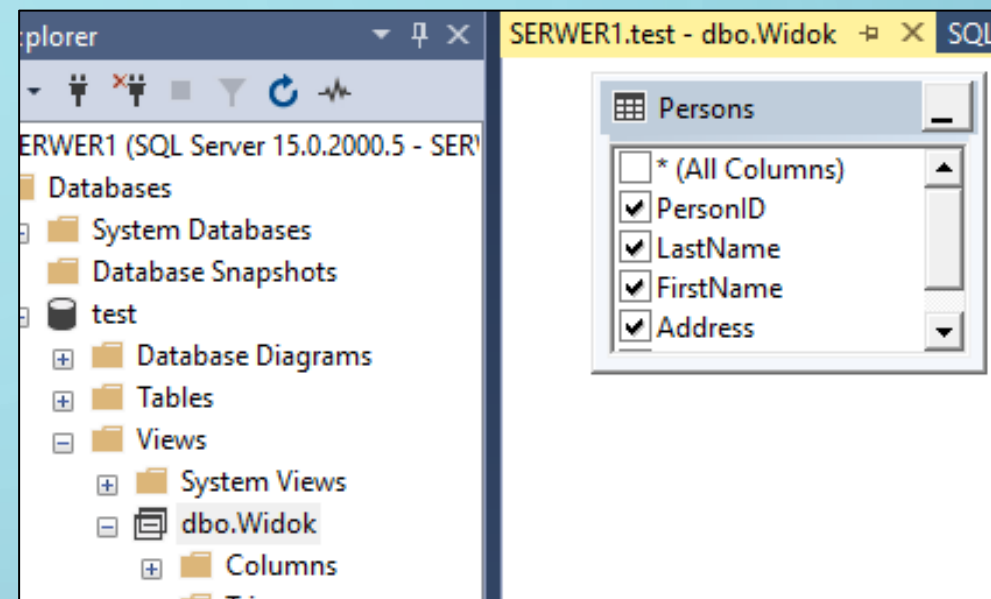 plorer
ERWER1 (SQL Server 15.0.2000.5 - SER
Databases
System Databases
Database Snapshots
test
Database Diagrams
Tables
Views
System Views
dbo.Widok
Columns
SERWER1.test - dbo.Widok
SQL
Persons
* (All Columns)
PersonID
LastName
FirstName
Address